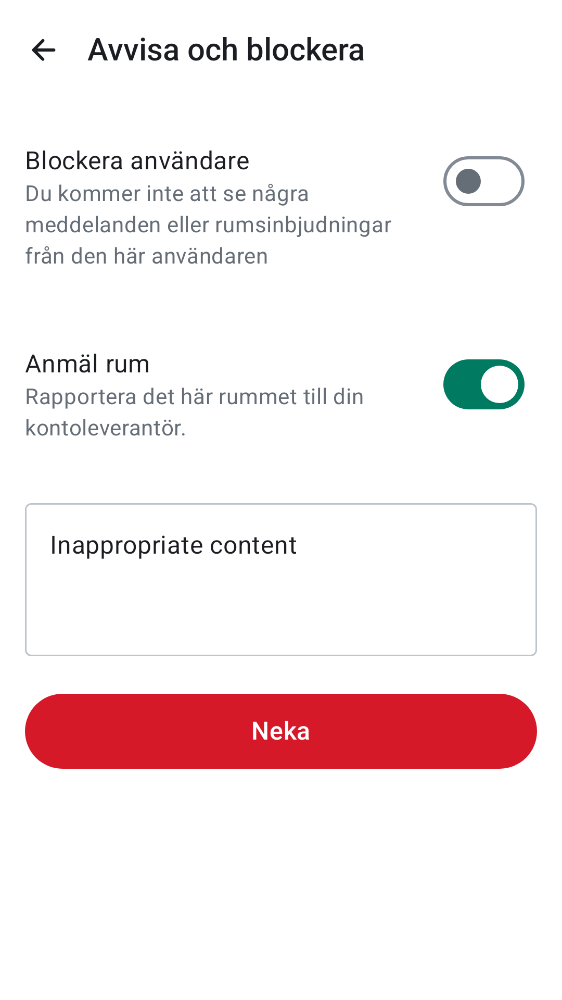 Avvisa och blockera
Blockera användare
Du kommer inte att se några
meddelanden eller rumsinbjudningar
från den här användaren
Anmäl rum
Rapportera det här rummet till din
kontoleverantör.
Inappropriate content
Neka